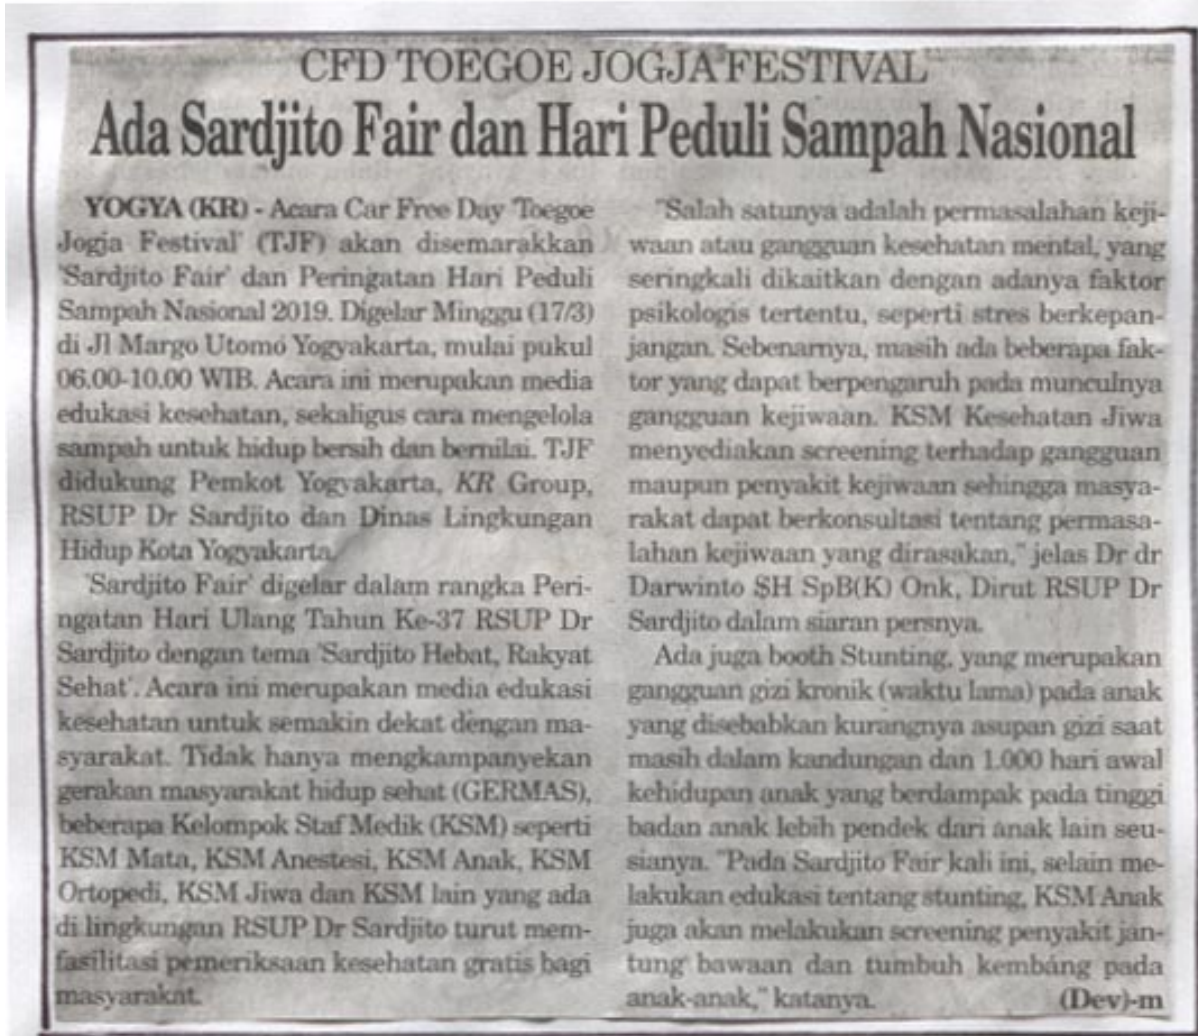 CFD TOEGOE JOGJA FESTIVAL
Ada Sardjito Fair dan Hari Peduli Sampah Nasional
YOGYA (KR) - Acara Car Free Day 'Toegoe
Jogja Festival' (TJF) akan disemarakkan
'Sardjito Fair' dan Peringatan Hari Peduli
Sampah Nasional 2019. Digelar Minggu (17/3)
di Jl Margo Utomo Yogyakarta, mulai pukul
06.00-10.00 WIB. Acara ini merupakan media
edukasi kesehatan, sekaligus cara mengelola
sampah untuk hidup bersih dan bernilai. TJF
didukung Pemkot Yogyakarta, KR Group,
RSUP Dr Sardjito dan Dinas Lingkungan
Hidup Kota Yogyakarta.
'Sardjito Fair' digelar dalam rangka Peri-
ngatan Hari Ulang Tahun Ke-37 RSUP Dr
Sardjito dengan tema 'Sardjito Hebat, Rakyat
Sehat'. Acara ini merupakan media edukasi
kesehatan untuk semakin dekat dengan ma-
syarakat. Tidak hanya mengkampanyekan
gerakan masyarakat hidup sehat (GERMAS),
beberapa Kelompok Staf Medik (KSM) seperti
KSM Mata, KSM Anestesi, KSM Anak, KSM
Ortopedi, KSM Jiwa dan KSM lain yang ada
di lingkungan RSUP Dr Sardjito turut mem-
fasilitasi pemeriksaan kesehatan gratis bagi
masyarakat.
"Salah satunya adalah permasalahan keji-
waan atau gangguan kesehatan mental, yang
seringkali dikaitkan dengan adanya faktor
psikologis tertentu, seperti stres berkepan-
jangan. Sebenarnya, masih ada beberapa fak-
tor yang dapat berpengaruh pada munculnya
gangguan kejiwaan. KSM Kesehatan Jiwa
menyediakan screening terhadap gangguan
maupun penyakit kejiwaan sehingga masya-
rakat dapat berkonsultasi tentang permasa-
lahan kejiwaan yang dirasakan," jelas Dr dr
Darwinto SH SpB(K) Onk, Dirut RSUP Dr
Sardjito dalam siaran persnya.
Ada juga booth Stunting, yang merupakan
gangguan gizi kronik (waktu lama) pada anak
yang disebabkan kurangnya asupan gizi saat
masih dalam kandungan dan 1.000 hari awal
kehidupan anak yang berdampak pada tinggi
badan anak lebih pendek dari anak lain seu-
sianya. "Pada Sardjito Fair kali ini, selain me-
lakukan edukasi tentang stunting, KSM Anak
juga akan melakukan screening penyakit jan-
tung bawaan dan tumbuh kembang pada
anak-anak," katanya. (Dev)-m